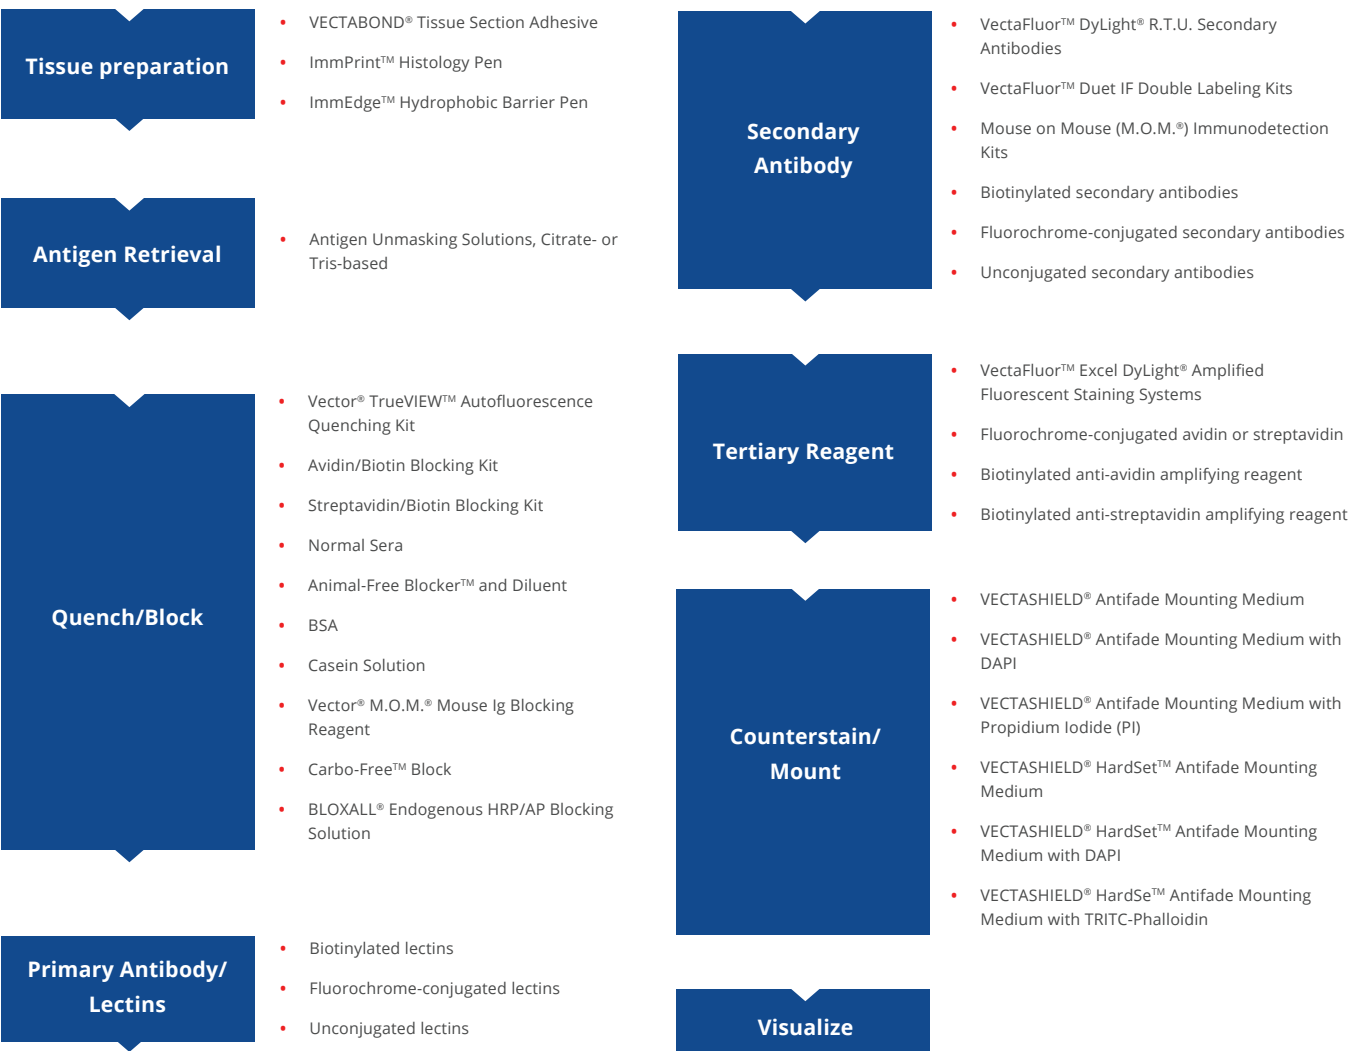 Tissue preparation
• VECTABOND® Tissue Section Adhesive
• ImmPrint™ Histology Pen
• ImmEdge™ Hydrophobic Barrier Pen
Antigen Retrieval
• Antigen Unmasking Solutions, Citrate- or
Tris-based
Quench/Block
• Vector® TrueVIEW™ Autofluorescence
Quenching Kit
• Avidin/Biotin Blocking Kit
• Streptavidin/Biotin Blocking Kit
• Normal Sera
• Animal-Free Blocker™ and Diluent
• BSA
• Casein Solution
• Vector® M.O.M.® Mouse Ig Blocking
Reagent
• Carbo-Free™ Block
• BLOXALL® Endogenous HRP/AP Blocking
Solution
Primary Antibody/
Lectins
• Biotinylated lectins
• Fluorochrome-conjugated lectins
• Unconjugated lectins
Secondary
Antibody
• VectaFluor™ DyLight® R.T.U. Secondary
Antibodies
• VectaFluor™ Duet IF Double Labeling Kits
• Mouse on Mouse (M.O.M.®) Immunodetection
Kits
• Biotinylated secondary antibodies
• Fluorochrome-conjugated secondary antibodies
• Unconjugated secondary antibodies
Tertiary Reagent
• VectaFluor™ Excel DyLight® Amplified
Fluorescent Staining Systems
• Fluorochrome-conjugated avidin or streptavidin
• Biotinylated anti-avidin amplifying reagent
• Biotinylated anti-streptavidin amplifying reagent
Counterstain/
Mount
• VECTASHIELD® Antifade Mounting Medium
• VECTASHIELD® Antifade Mounting Medium with
DAPI
• VECTASHIELD® Antifade Mounting Medium with
Propidium Iodide (PI)
• VECTASHIELD® HardSet™ Antifade Mounting
Medium
• VECTASHIELD® HardSet™ Antifade Mounting
Medium with DAPI
• VECTASHIELD® HardSe™ Antifade Mounting
Medium with TRITC-Phalloidin
Visualize